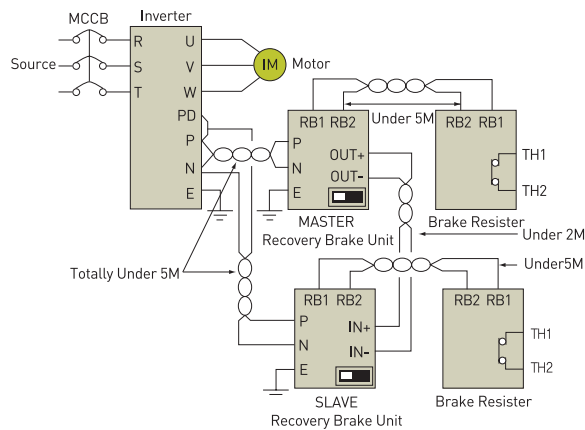 MCCB
Inverter
Source
R
S
T
U
V
W
IM
Motor
PD
P
N
E
RB1 RB2
Under 5M
RB2 RB1
P
N
E
OUT+
OUT-
TH1
TH2
MASTER
Recovery Brake Unit
Brake Resister
Under 2M
Totally Under 5M
Under5M
RB1 RB2
RB2 RB1
P
N
E
IN+
IN-
TH1
TH2
SLAVE
Recovery Brake Unit
Brake Resister